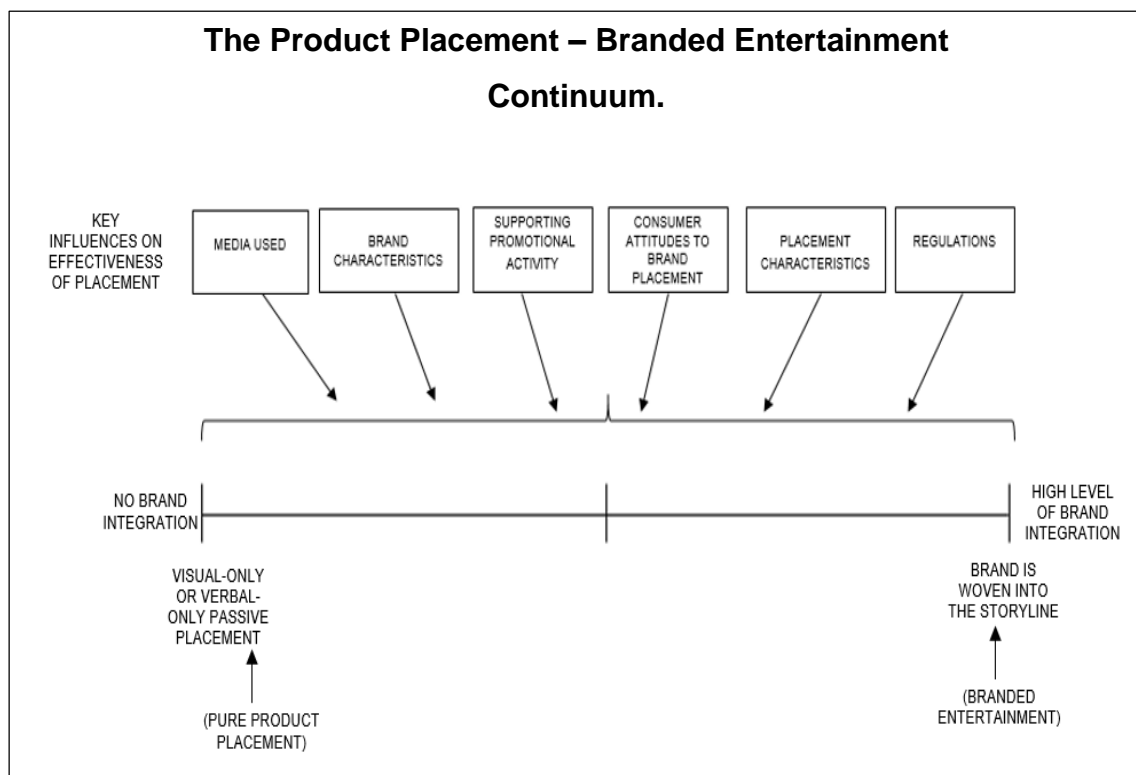 The Product Placement – Branded Entertainment
Continuum.
KEY
INFLUENCES ON
EFFECTIVENESS
OF PLACEMENT
MEDIA USED
BRAND
CHARACTERISTICS
SUPPORTING
PROMOTIONAL
ACTIVITY
CONSUMER
ATTITUDES TO
BRAND
PLACEMENT
PLACEMENT
CHARACTERISTICS
REGULATIONS
NO BRAND
INTEGRATION
HIGH LEVEL
OF BRAND
INTEGRATION
VISUAL-ONLY
OR VERBAL-
ONLY PASSIVE
PLACEMENT
BRAND IS
WOVEN INTO
THE STORYLINE
(PURE PRODUCT
PLACEMENT)
(BRANDED
ENTERTAINMENT)